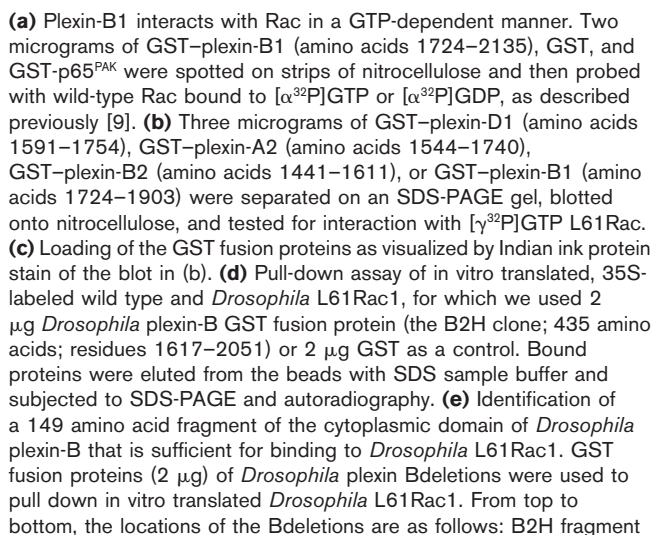 (a) Plexin-B1 interacts with Rac in a GTP-dependent manner. Two
micrograms of GST–plexin-B1 (amino acids 1724–2135), GST, and
GST-p65PAK were spotted on strips of nitrocellulose and then probed
with wild-type Rac bound to [α32P]GTP or [α32P]GDP, as described
previously [9]. (b) Three micrograms of GST–plexin-D1 (amino acids
1591–1754), GST–plexin-A2 (amino acids 1544–1740),
GST–plexin-B2 (amino acids 1441–1611), or GST–plexin-B1 (amino
acids 1724–1903) were separated on an SDS-PAGE gel, blotted
onto nitrocellulose, and tested for interaction with [γ32P]GTP L61Rac.
(c) Loading of the GST fusion proteins as visualized by Indian ink protein
stain of the blot in (b). (d) Pull-down assay of in vitro translated, 35S-
labeled wild type and Drosophila L61Rac1, for which we used 2
μg Drosophila plexin-B GST fusion protein (the B2H clone; 435 amino
acids; residues 1617–2051) or 2 μg GST as a control. Bound
proteins were eluted from the beads with SDS sample buffer and
subjected to SDS-PAGE and autoradiography. (e) Identification of
a 149 amino acid fragment of the cytoplasmic domain of Drosophila
plexin-B that is sufficient for binding to Drosophila L61Rac1. GST
fusion proteins (2 μg) of Drosophila plexin Bdeletions were used to
pull down in vitro translated Drosophila L61Rac1. From top to
bottom, the locations of the Bdeletions are as follows: B2H fragment